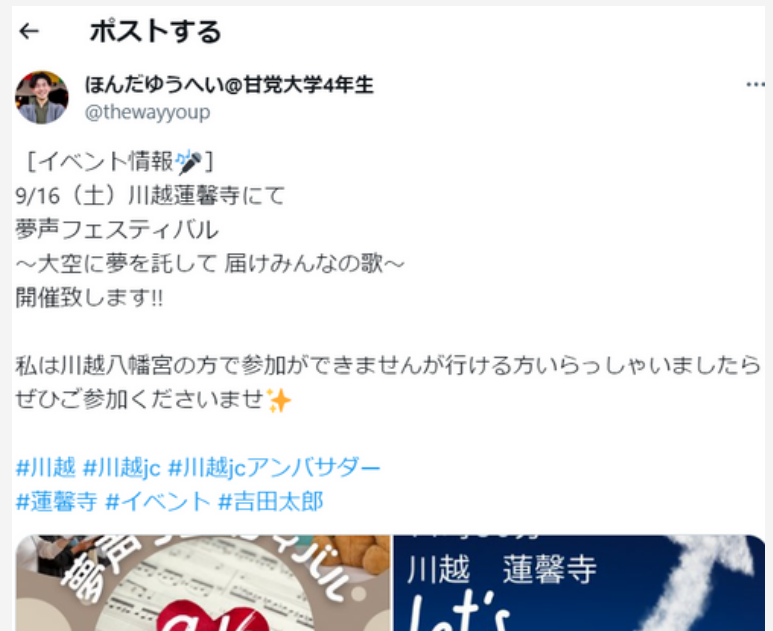 ← ポストする
ほんだゆうへい@甘党大学4年生
@thewayyoup
［イベント情報🎤］
9/16（土）川越蓮馨寺にて
夢声フェスティバル
〜大空に夢を託して 届けみんなの歌〜
開催致します!!
私は川越八幡宮の方で参加ができませんが行ける方いらっしゃいましたら
ぜひご参加くださいませ✨
#川越 #川越jc #川越jcアンバサダー
#蓮馨寺 #イベント #吉田太郎
川越　蓮馨寺
Let's